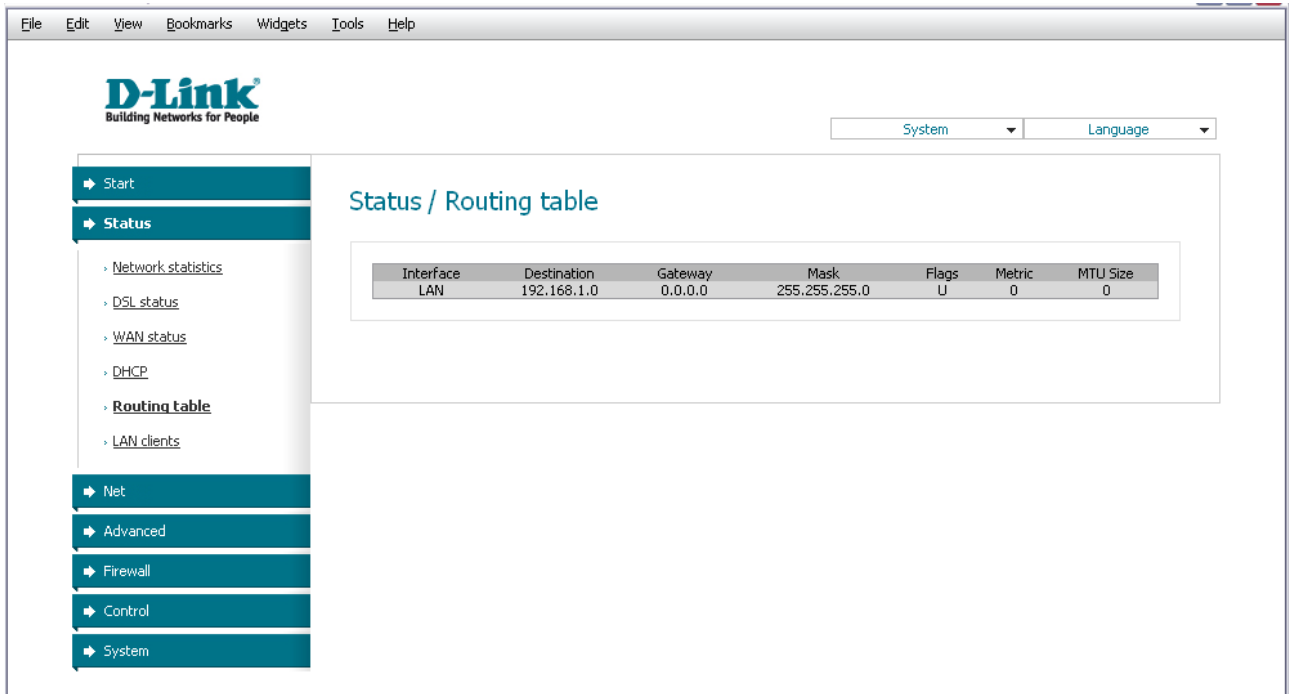 File Edit View Bookmarks Widgets Tools Help
D-Link®
Building Networks for People
System Language
Start
Status
Network statistics
DSL status
WAN status
DHCP
Routing table
LAN clients
Net
Advanced
Firewall
Control
System
Status / Routing table
Interface Destination Gateway Mask Flags Metric MTU Size
LAN 192.168.1.0 0.0.0.0 255.255.255.0 U 0 0